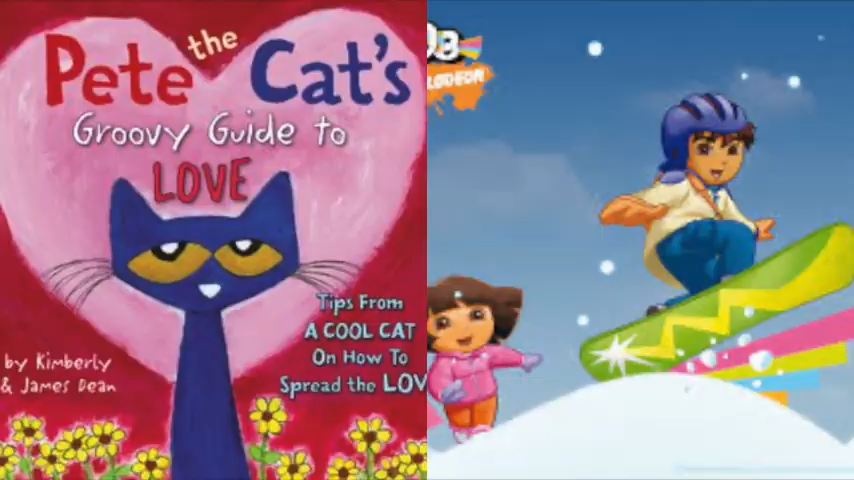 Pete the Cat's
Groovy Guide to
LOVE
Tips From
A COOL CAT
On How To
Spread the LOV
by Kimberly
& James Dean